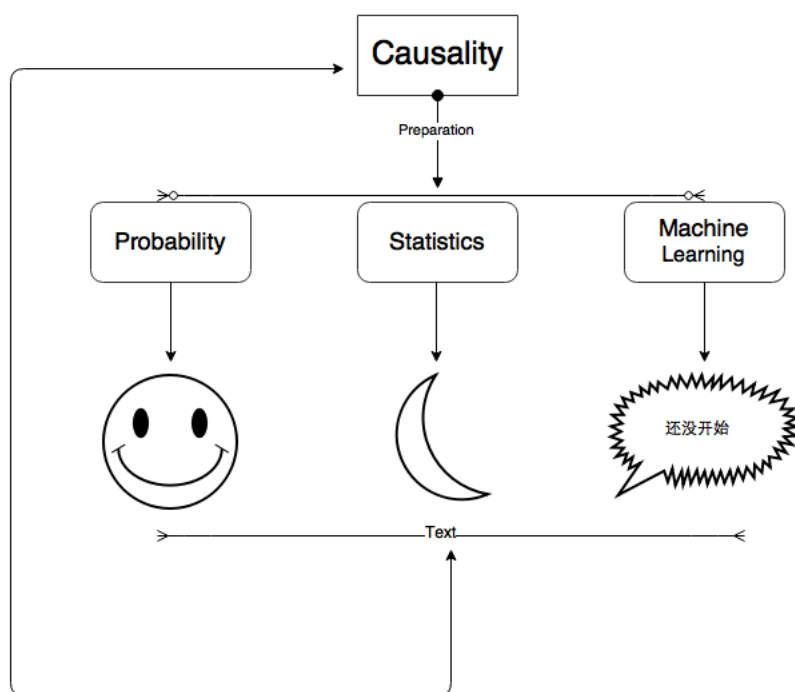 Causality
Preparation
Probability
Statistics
Machine
Learning
还没开始
Text